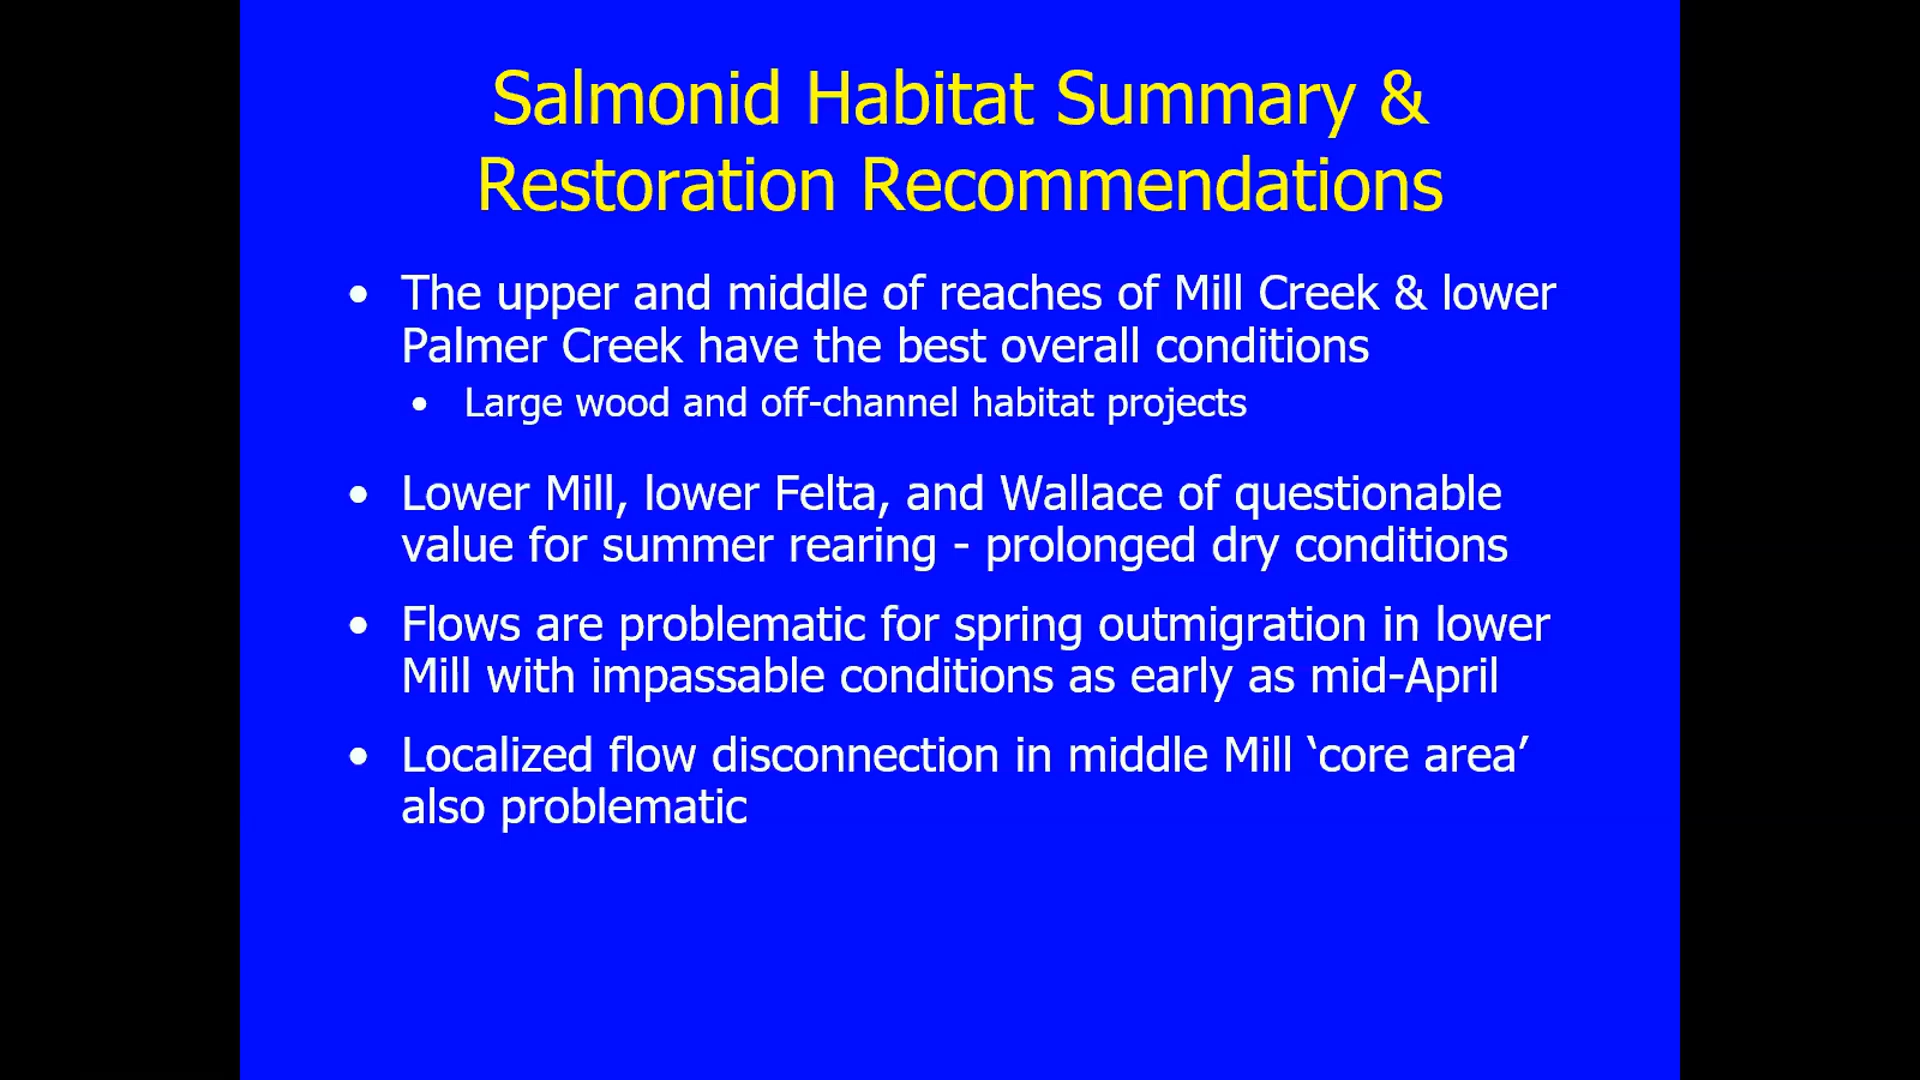 Salmonid Habitat Summary &
Restoration Recommendations
• The upper and middle of reaches of Mill Creek & lower
Palmer Creek have the best overall conditions
• Large wood and off-channel habitat projects
• Lower Mill, lower Felta, and Wallace of questionable
value for summer rearing - prolonged dry conditions
• Flows are problematic for spring outmigration in lower
Mill with impassable conditions as early as mid-April
• Localized flow disconnection in middle Mill ‘core area’
also problematic